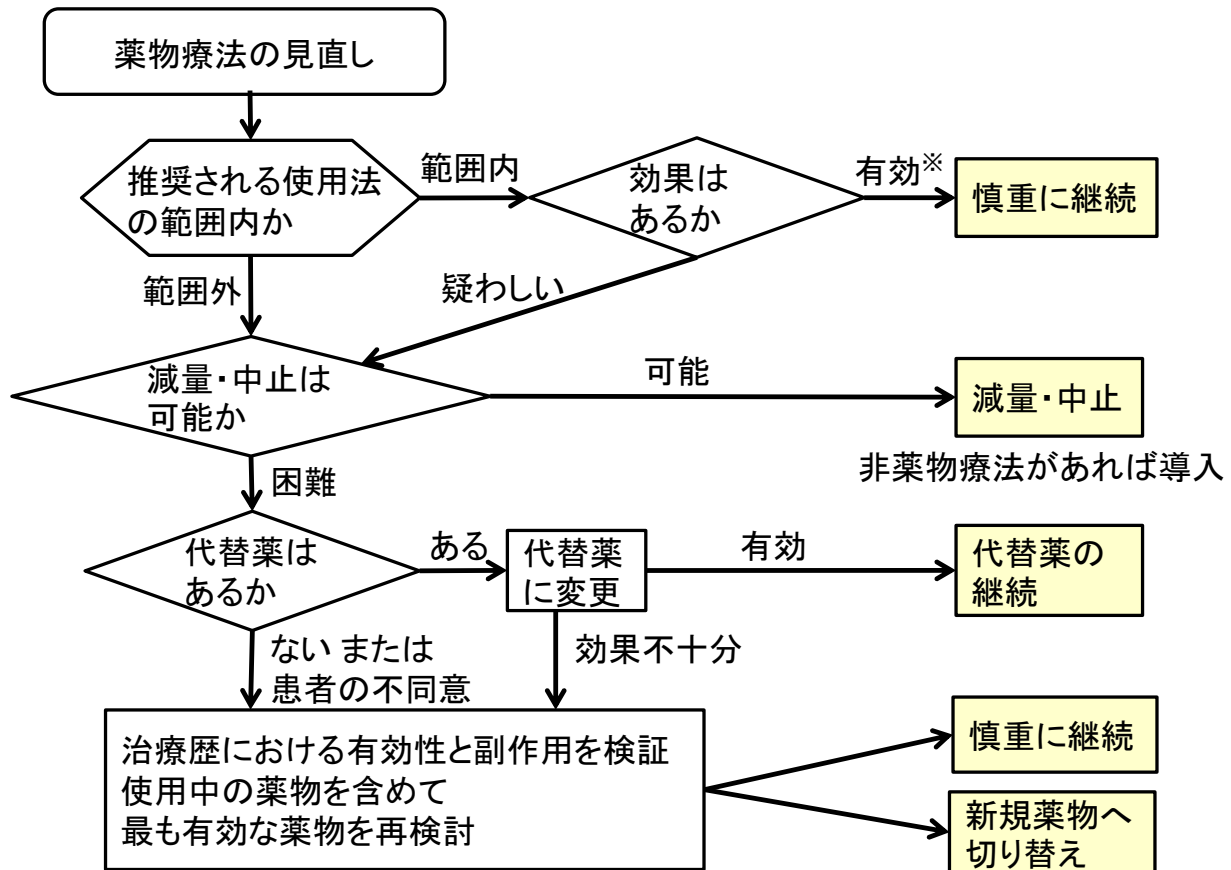 薬物療法の見直し
推奨される使用法
の範囲内か
範囲内
効果は
あるか
有効※
慎重に継続
範囲外
疑わしい
減量・中止は
可能か
可能
減量・中止
非薬物療法があれば導入
困難
代替薬は
あるか
ある
代替薬
に変更
有効
代替薬の
継続
ない または
患者の不同意
効果不十分
治療歴における有効性と副作用を検証
使用中の薬物を含めて
最も有効な薬物を再検討
慎重に継続
新規薬物へ
切り替え